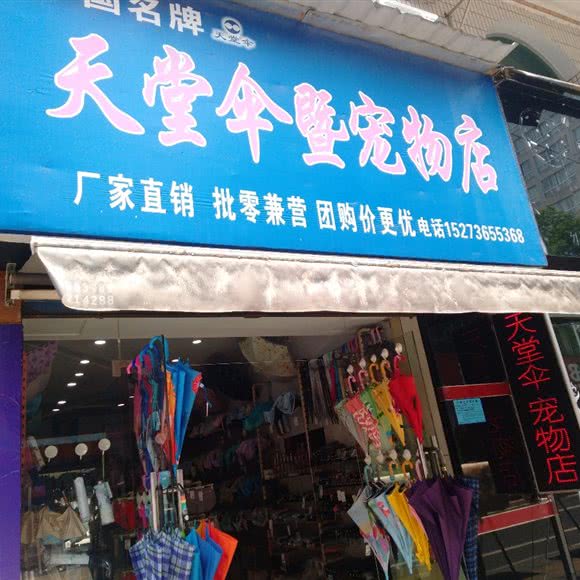 国名牌
天堂伞
天堂伞暨宠物店
厂家直销 批零兼营 团购价更优 电话15273655368
天堂伞 宠物店